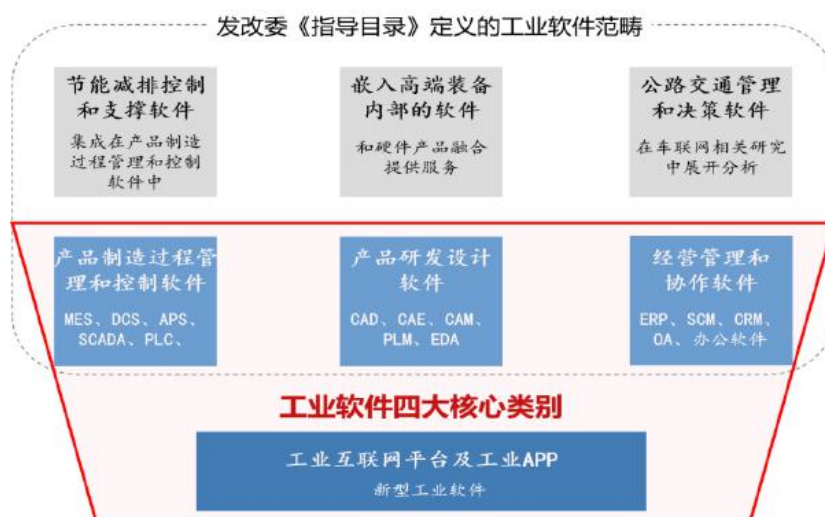 发改委《指导目录》定义的工业软件范畴
节能减排控制
和支撑软件
集成在产品制造
过程管理和控制
软件中
嵌入高端装备
内部的软件
和硬件产品融合
提供服务
公路交通管理
和决策软件
在车联网相关研究
中展开分析
产品制造过程管
理和控制软件
MES、DCS、APS、
SCADA、PLC、
产品研发设计
软件
CAD、CAE、CAM、
PLM、EDA
经营管理和
协作软件
ERP、SCM、CRM、
OA、办公软件
工业软件四大核心类别
工业互联网平台及工业APP
新型工业软件